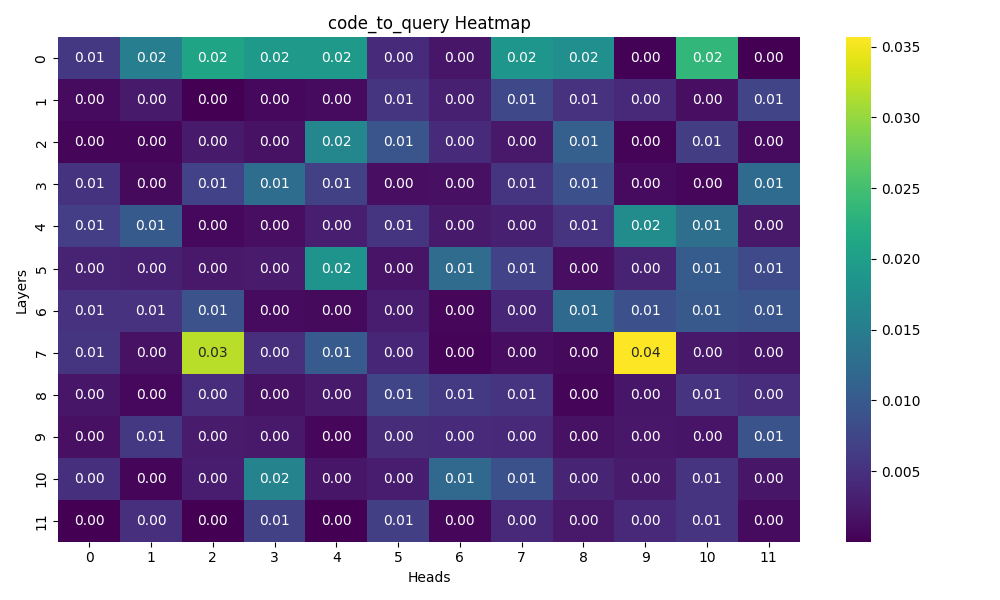 code_to_query Heatmap
0 0.01 0.02 0.02 0.02 0.02 0.00 0.00 0.02 0.02 0.00 0.02 0.00
1 0.00 0.00 0.00 0.00 0.00 0.01 0.00 0.01 0.01 0.00 0.00 0.01
2 0.00 0.00 0.00 0.00 0.02 0.01 0.00 0.00 0.01 0.00 0.01 0.00
3 0.01 0.00 0.01 0.01 0.01 0.00 0.00 0.01 0.01 0.00 0.00 0.01
4 0.01 0.01 0.00 0.00 0.00 0.01 0.00 0.00 0.01 0.02 0.01 0.00
5 0.00 0.00 0.00 0.00 0.02 0.00 0.01 0.01 0.00 0.00 0.01 0.01
6 0.01 0.01 0.01 0.00 0.00 0.00 0.00 0.00 0.01 0.01 0.01 0.01
7 0.01 0.00 0.03 0.00 0.01 0.00 0.00 0.00 0.00 0.04 0.00 0.00
8 0.00 0.00 0.00 0.00 0.00 0.01 0.01 0.01 0.00 0.00 0.01 0.00
9 0.00 0.01 0.00 0.00 0.00 0.00 0.00 0.00 0.00 0.00 0.00 0.01
10 0.00 0.00 0.00 0.02 0.00 0.00 0.01 0.01 0.00 0.00 0.01 0.00
11 0.00 0.00 0.00 0.01 0.00 0.01 0.00 0.00 0.00 0.00 0.01 0.00
0 1 2 3 4 5 6 7 8 9 10 11
Heads
Layers
0.035
0.030
0.025
0.020
0.015
0.010
0.005